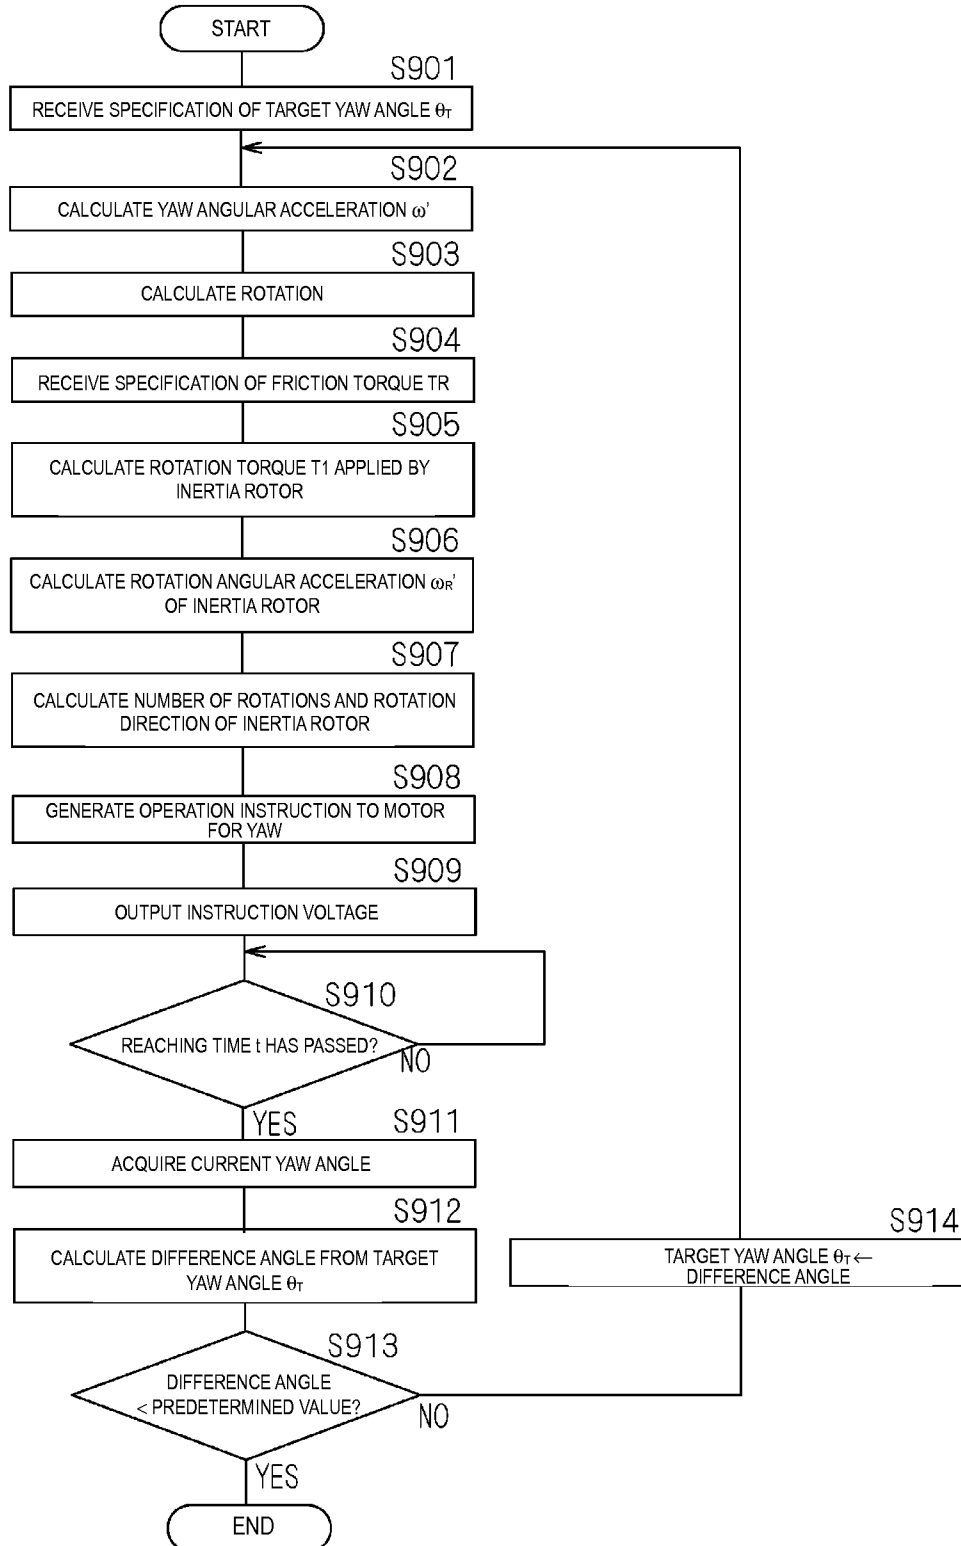 START
S901
RECEIVE SPECIFICATION OF TARGET YAW ANGLE θT
S902
CALCULATE YAW ANGULAR ACCELERATION ω'
S903
CALCULATE ROTATION
S904
RECEIVE SPECIFICATION OF FRICTION TORQUE TR
S905
CALCULATE ROTATION TORQUE T1 APPLIED BY
INERTIA ROTOR
S906
CALCULATE ROTATION ANGULAR ACCELERATION ωR'
OF INERTIA ROTOR
S907
CALCULATE NUMBER OF ROTATIONS AND ROTATION
DIRECTION OF INERTIA ROTOR
S908
GENERATE OPERATION INSTRUCTION TO MOTOR
FOR YAW
S909
OUTPUT INSTRUCTION VOLTAGE
S910
REACHING TIME t HAS PASSED?
NO
YES
S911
ACQUIRE CURRENT YAW ANGLE
S912
CALCULATE DIFFERENCE ANGLE FROM TARGET
YAW ANGLE θT
S914
TARGET YAW ANGLE θT←
DIFFERENCE ANGLE
S913
DIFFERENCE ANGLE
< PREDETERMINED VALUE?
NO
YES
END